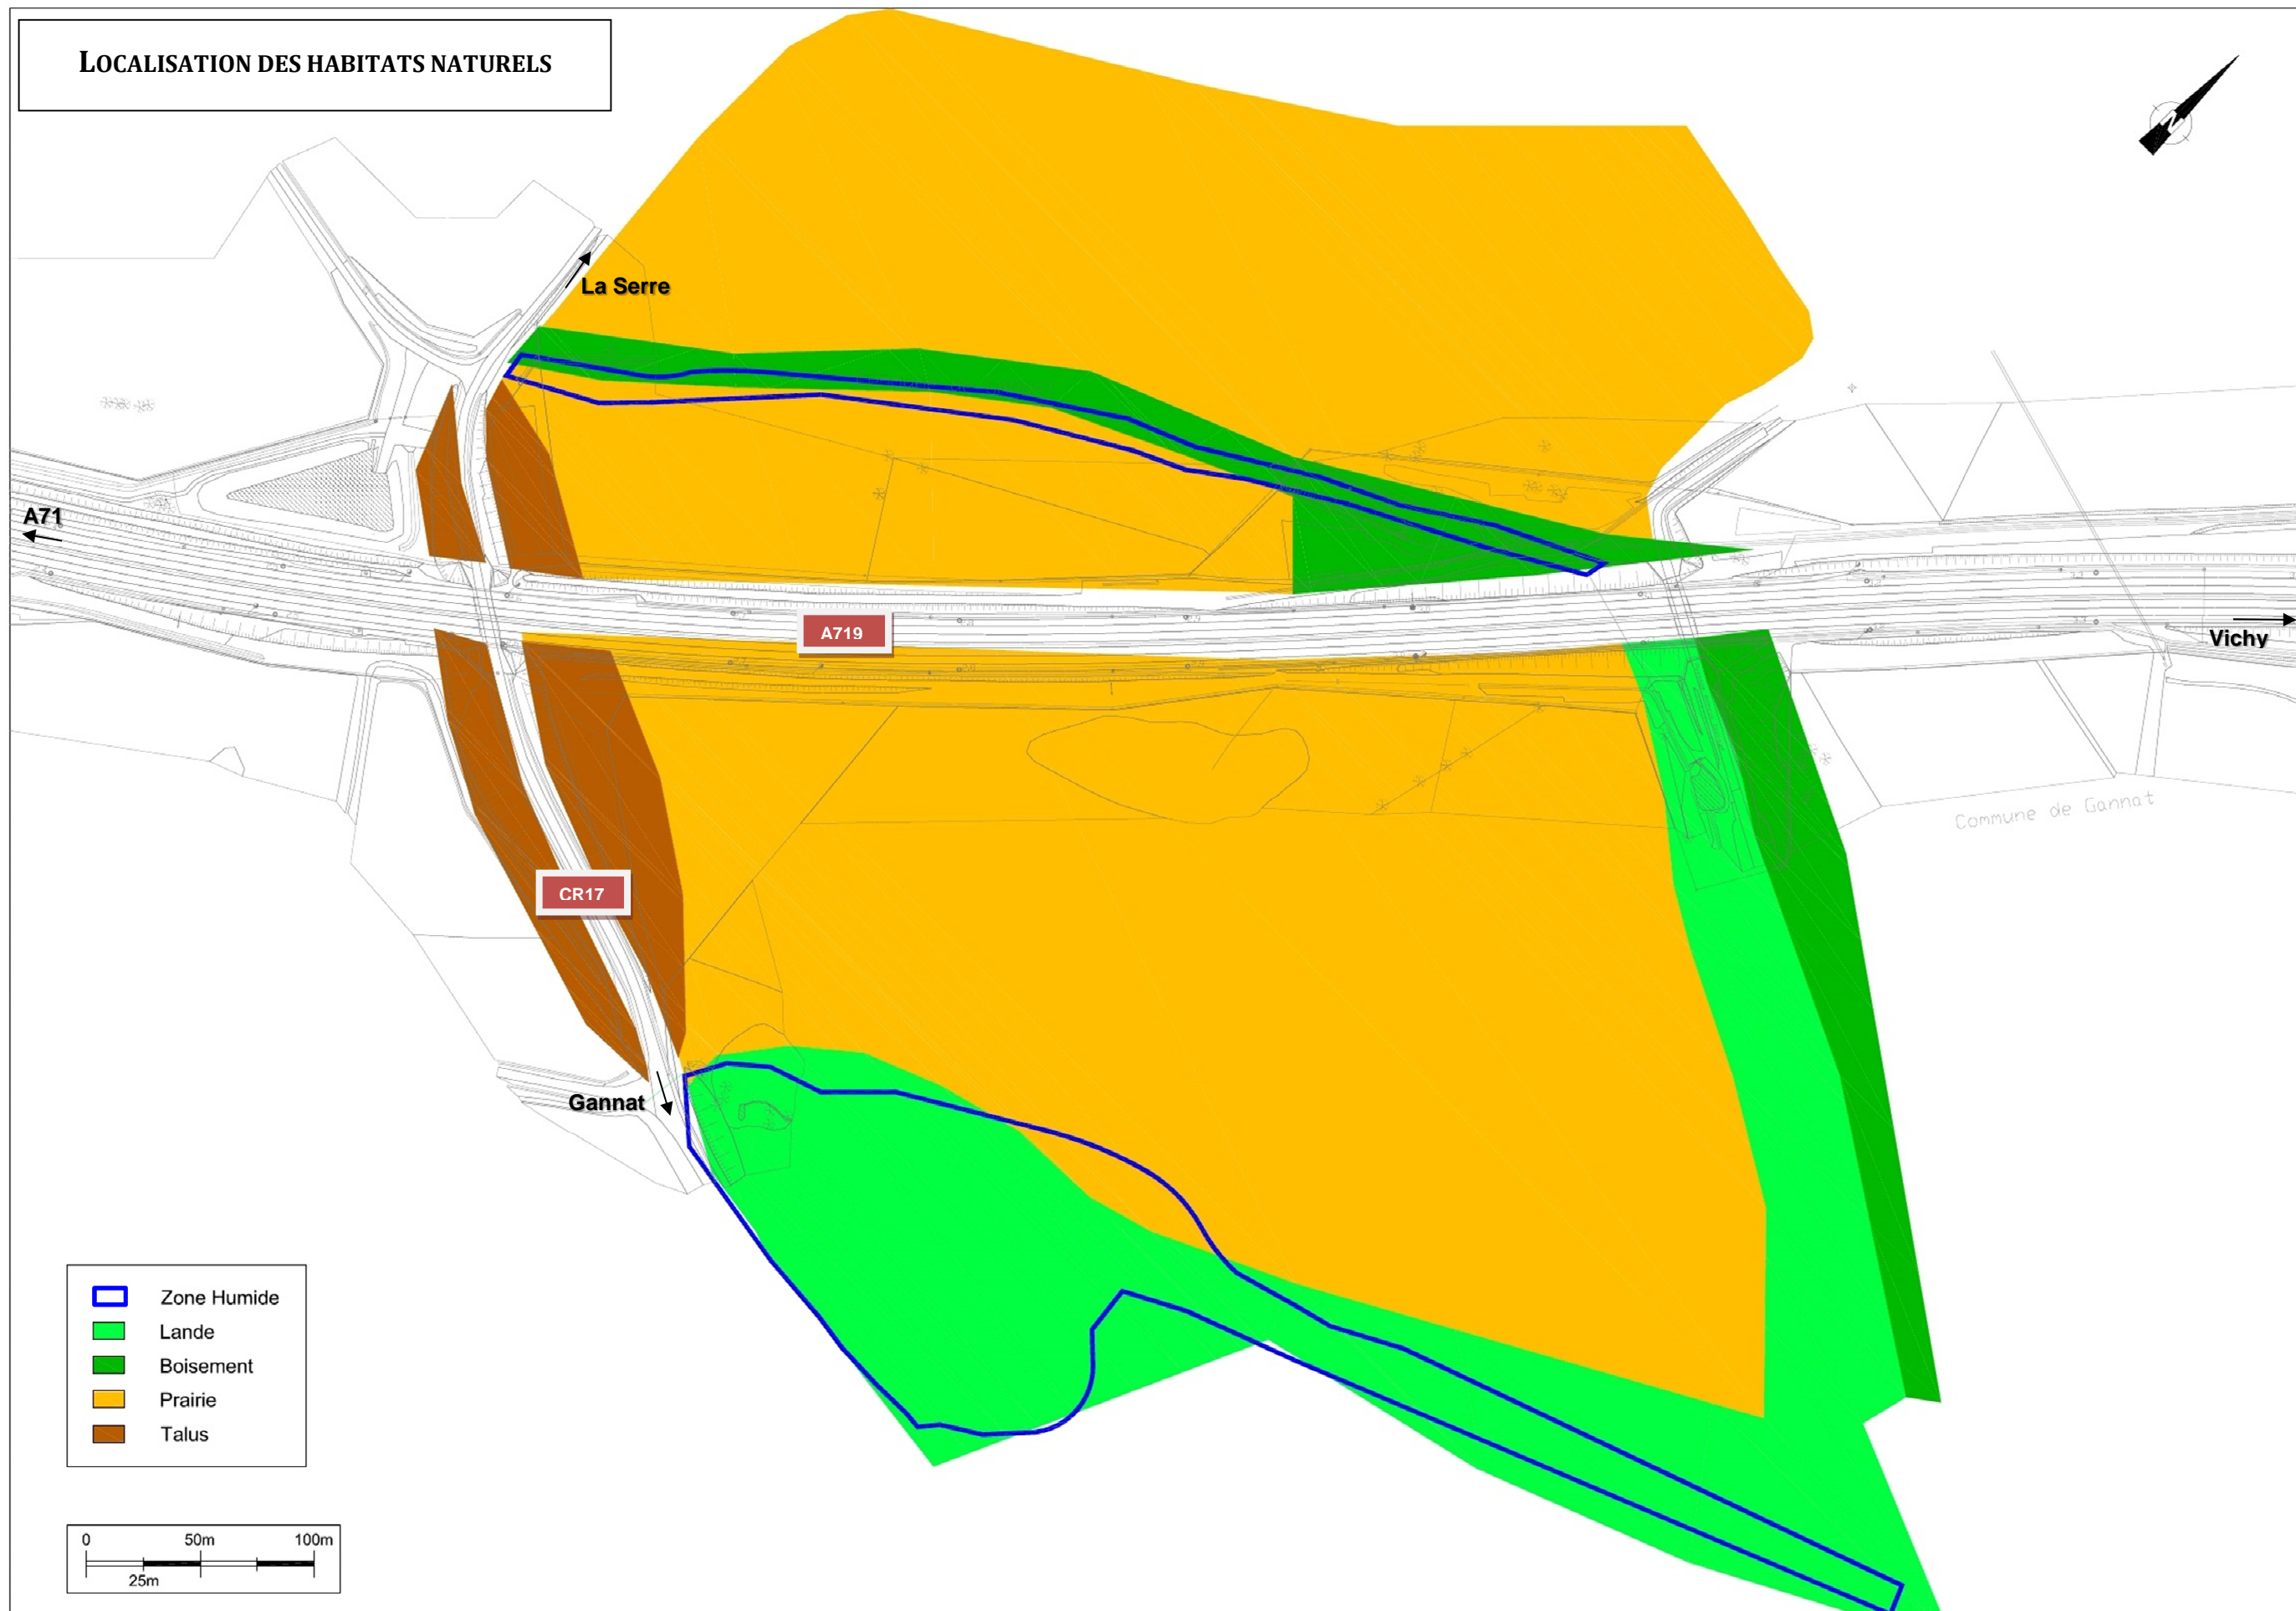 LOCALISATION DES HABITATS NATURELS
N
La Serre
A71
A719
Vichy
Commune de Gannat
CR17
Gannat
Zone Humide
Lande
Boisement
Prairie
Talus
0 50m 100m
25m